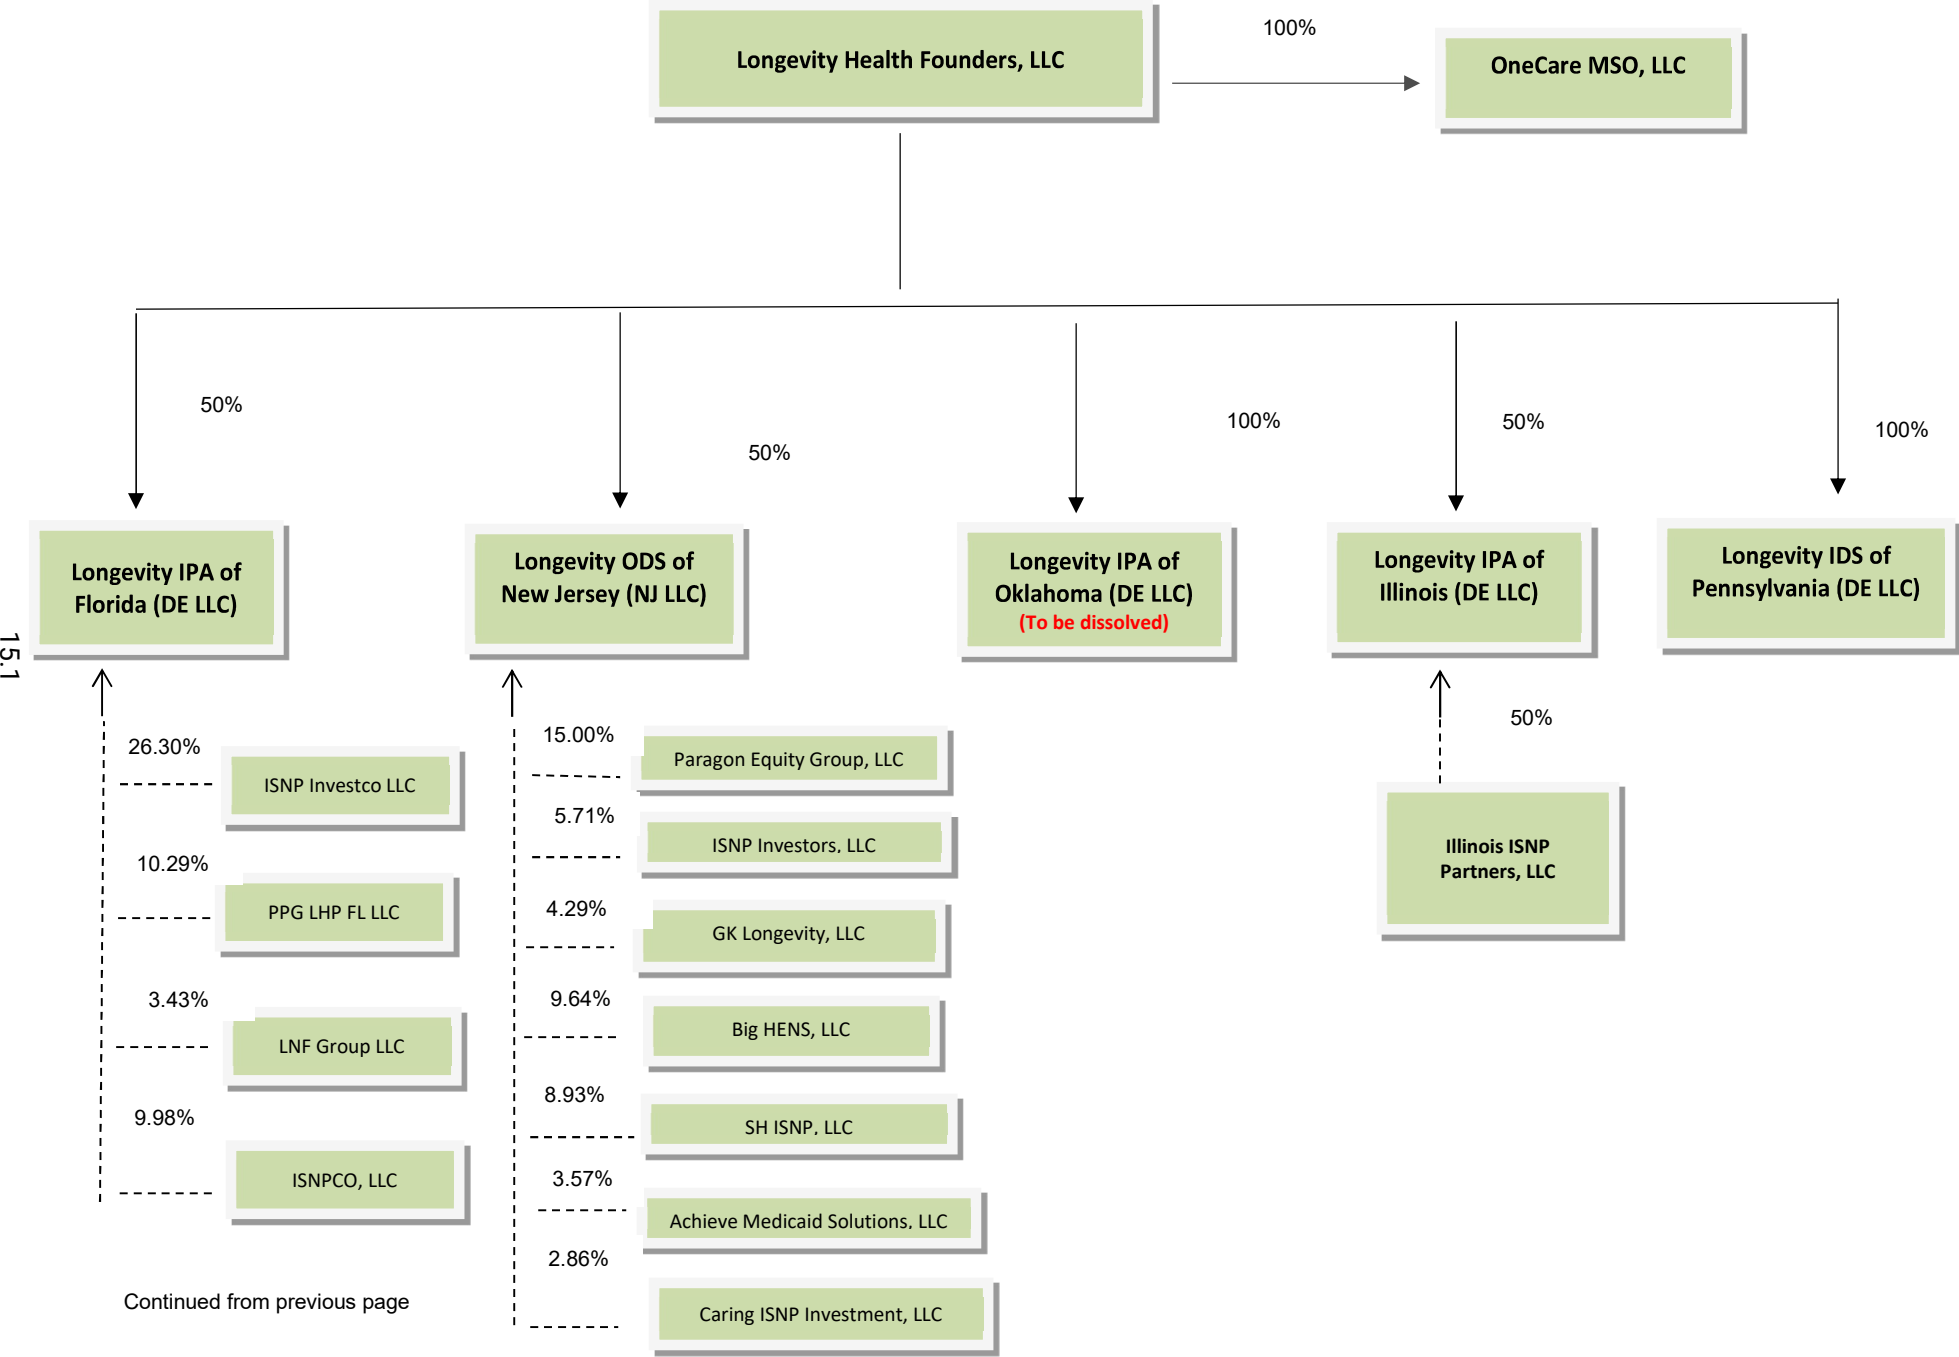 Longevity Health Founders, LLC
100%
OneCare MSO, LLC
50%
50%
100%
50%
100%
Longevity IPA of
Florida (DE LLC)
Longevity ODS of
New Jersey (NJ LLC)
Longevity IPA of
Oklahoma (DE LLC)
(To be dissolved)
Longevity IPA of
Illinois (DE LLC)
Longevity IDS of
Pennsylvania (DE LLC)
15.1
26.30%
ISNP Investco LLC
10.29%
PPG LHP FL LLC
3.43%
LNF Group LLC
9.98%
ISNPCO, LLC
15.00%
Paragon Equity Group, LLC
5.71%
ISNP Investors, LLC
4.29%
GK Longevity, LLC
9.64%
Big HENS, LLC
8.93%
SH ISNP, LLC
3.57%
Achieve Medicaid Solutions, LLC
2.86%
Caring ISNP Investment, LLC
50%
Illinois ISNP
Partners, LLC
Continued from previous page